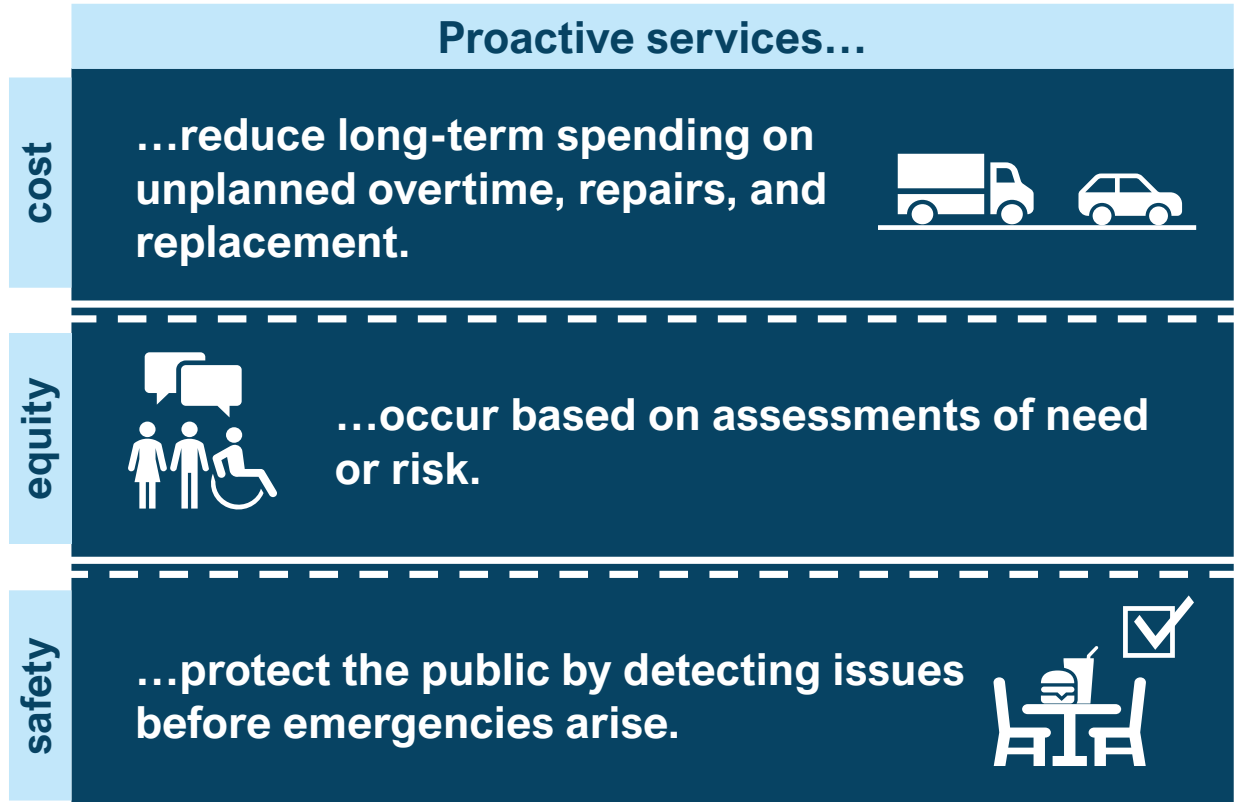 Proactive services…
cost
…reduce long-term spending on
unplanned overtime, repairs, and
replacement.
equity
…occur based on assessments of need
or risk.
safety
…protect the public by detecting issues
before emergencies arise.